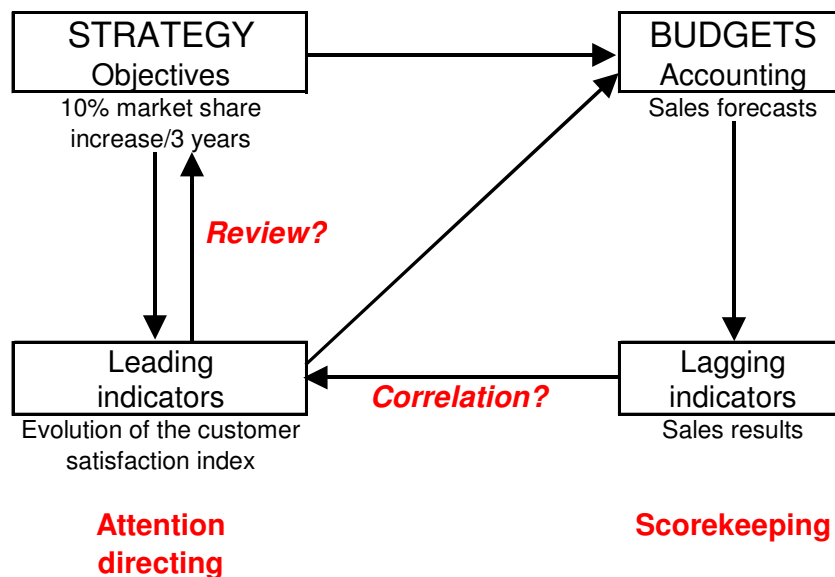 STRATEGY
Objectives
10% market share
increase/3 years
BUDGETS
Accounting
Sales forecasts
Review?
Leading
indicators
Evolution of the customer
satisfaction index
Correlation?
Lagging
indicators
Sales results
Attention
directing
Scorekeeping